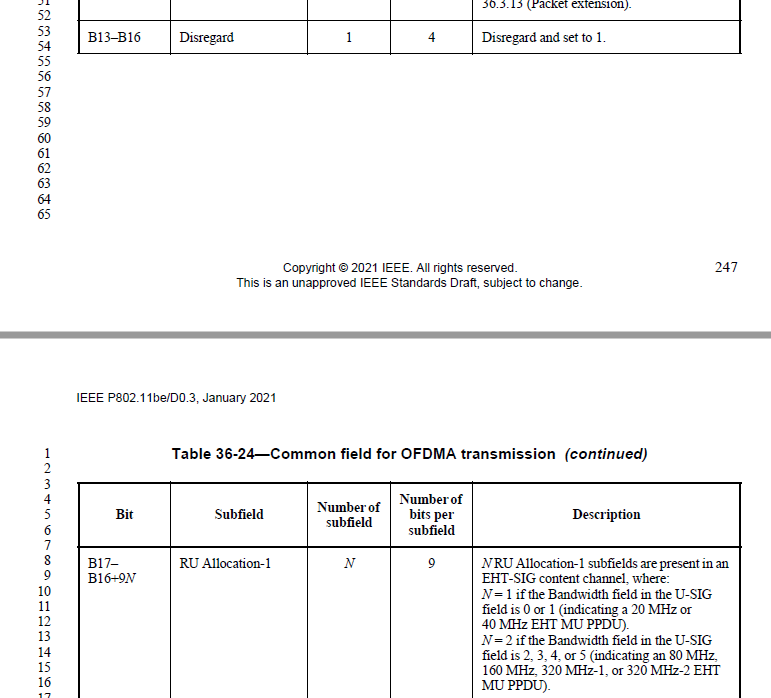 51
52
53
54
55
56
57
58
59
60
61
62
63
64
65
36.3.13 (Packet extension).
B13–B16 Disregard 1 4 Disregard and set to 1.
Copyright © 2021 IEEE. All rights reserved. 247
This is an unapproved IEEE Standards Draft, subject to change.
IEEE P802.11be/D0.3, January 2021
1
2
3
4
5
6
7
8
9
10
11
12
13
14
15
16
17
Table 36-24—Common field for OFDMA transmission (continued)
Bit Subfield Number of subfield Number of bits per subfield Description
B17–
B16+9N
RU Allocation-1
N
9
N RU Allocation-1 subfields are present in an
EHT-SIG content channel, where:
N = 1 if the Bandwidth field in the U-SIG
field is 0 or 1 (indicating a 20 MHz or
40 MHz EHT MU PPDU).
N = 2 if the Bandwidth field in the U-SIG
field is 2, 3, 4, or 5 (indicating an 80 MHz,
160 MHz, 320 MHz-1, or 320 MHz-2 EHT
MU PPDU).